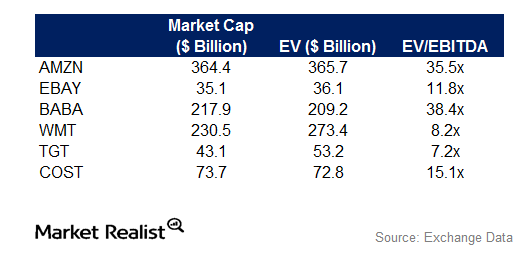 Market Cap
($ Billion) EV ($ Billion) EV/EBITDA
AMZN 364.4 365.7 35.5x
EBAY 35.1 36.1 11.8x
BABA 217.9 209.2 38.4x
WMT 230.5 273.4 8.2x
TGT 43.1 53.2 7.2x
COST 73.7 72.8 15.1x
Market Realist
Source: Exchange Data